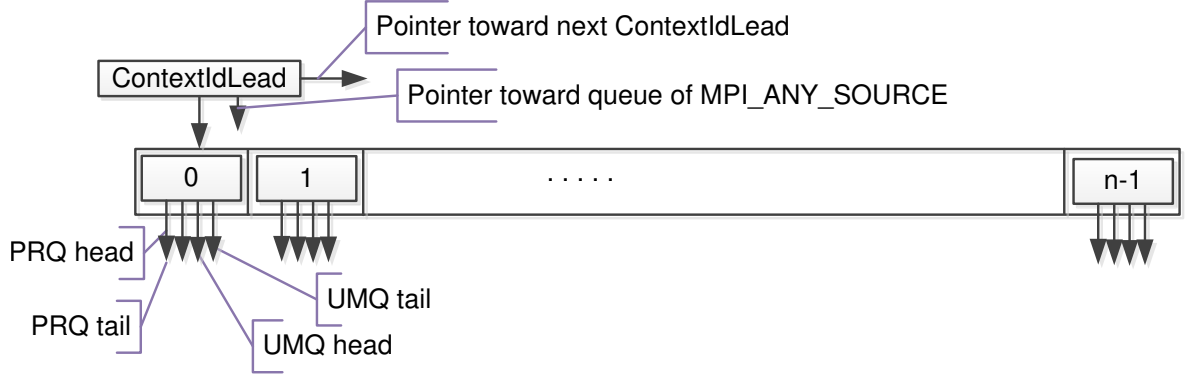 Pointer toward next ContextIdLead
ContextIdLead
Pointer toward queue of MPI_ANY_SOURCE
0 1 . . . . . n-1
PRQ head
UMQ tail
PRQ tail
UMQ head